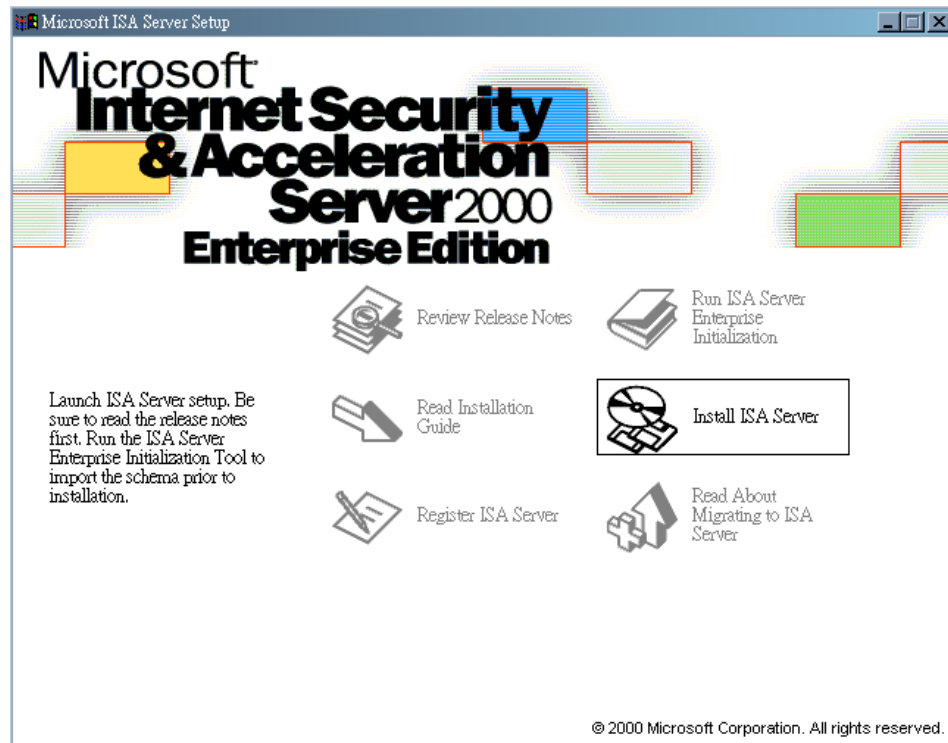 Microsoft ISA Server Setup
Microsoft
Internet Security
& Acceleration
Server 2000
Enterprise Edition
Review Release Notes
Run ISA Server
Enterprise
Initialization
Launch ISA Server setup. Be
sure to read the release notes
first. Run the ISA Server
Enterprise Initialization Tool to
import the schema prior to
installation.
Read Installation
Guide
Install ISA Server
Register ISA Server
Read About
Migrating to ISA
Server
© 2000 Microsoft Corporation. All rights reserved.